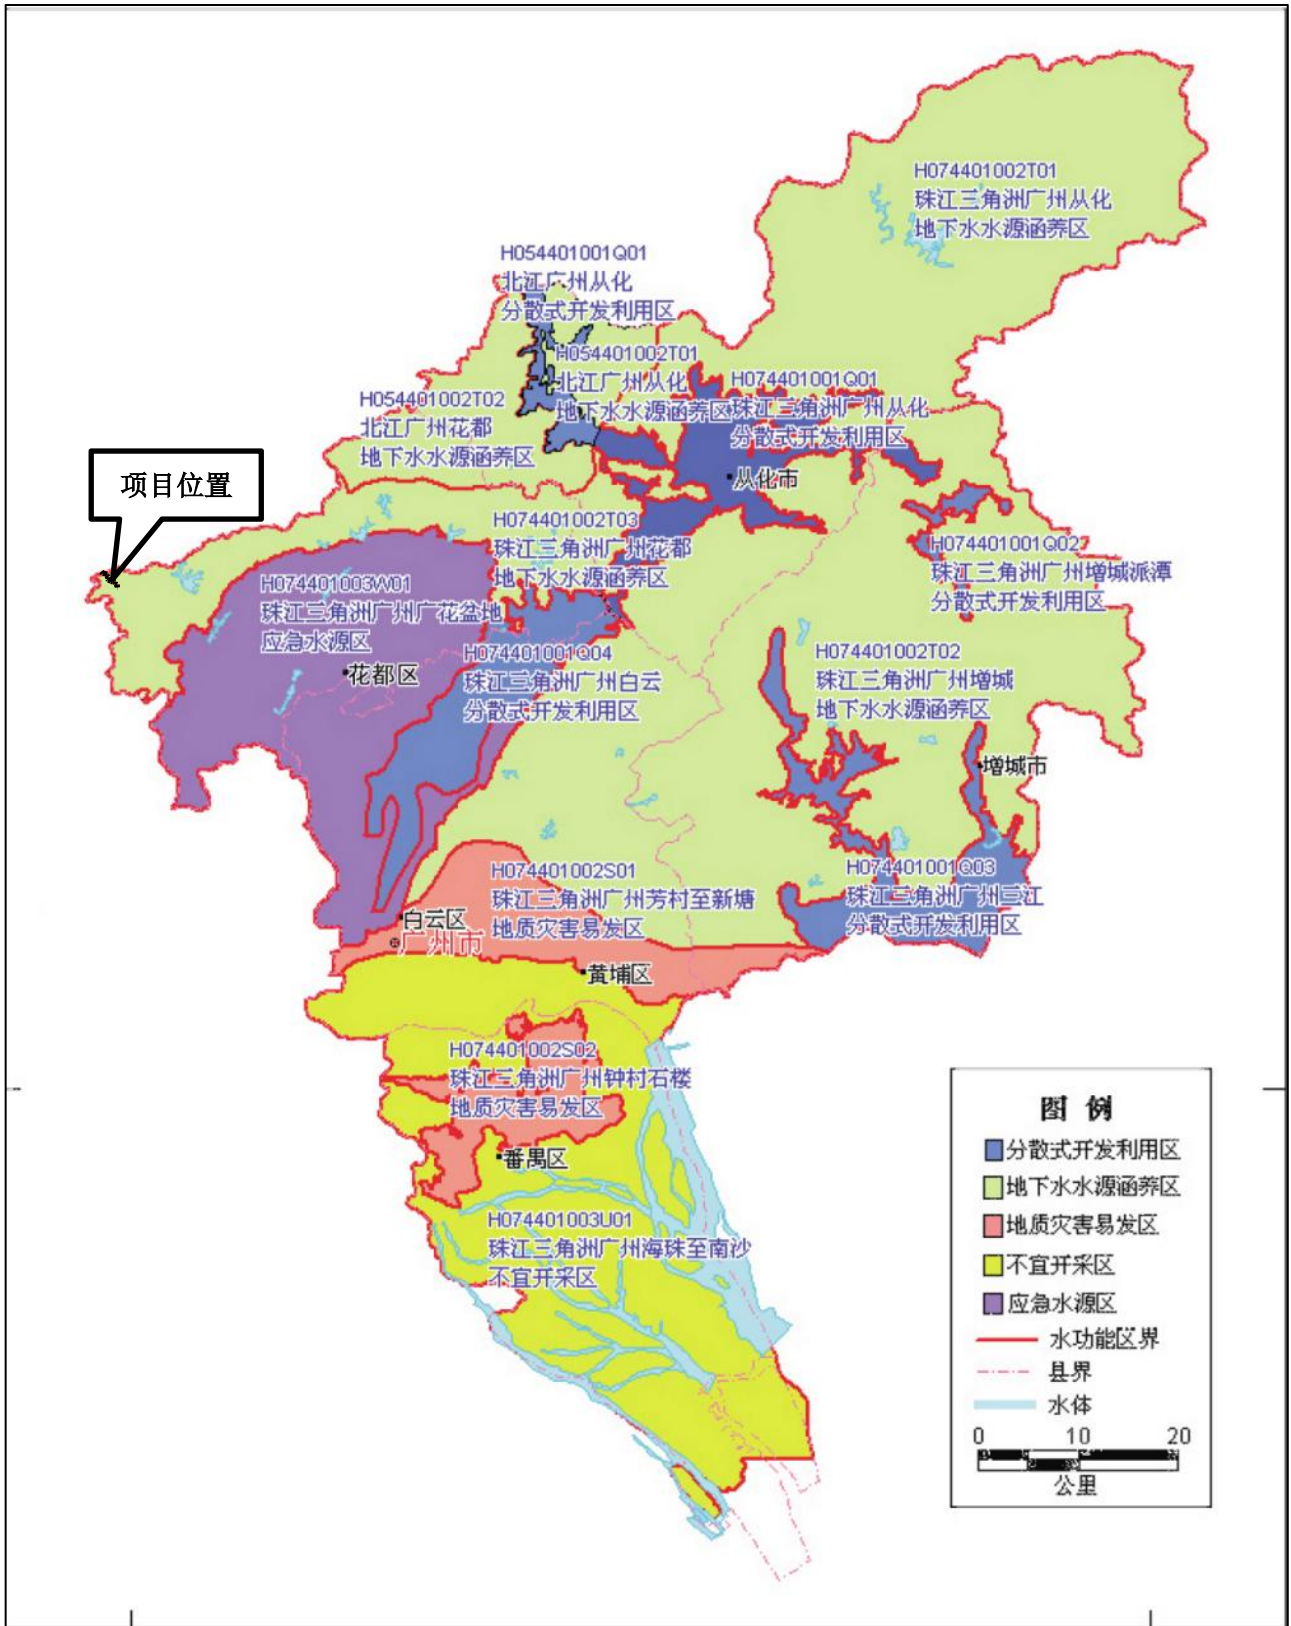 H074401002T01
珠江三角洲广州从化
地下水水源涵养区
H054401001Q01
北江广州从化
分散式开发利用区
H054401002T01
北江广州从化
地下水水源涵养区
H074401001Q01
珠江三角洲广州从化
分散式开发利用区
H054401002T02
北江广州花都
地下水水源涵养区
项目位置
从化市
H074401002T03
珠江三角洲广州花都
地下水水源涵养区
H074401001Q02
珠江三角洲广州增城派潭
分散式开发利用区
H074401003W01
珠江三角洲广州广花盆地
应急水源区
花都区
H074401001Q04
珠江三角洲广州白云
分散式开发利用区
H074401002T02
珠江三角洲广州增城
地下水水源涵养区
增城市
H074401002S01
珠江三角洲广州芳村至新塘
地质灾害易发区
H074401001Q03
珠江三角洲广州三江
分散式开发利用区
白云区
广州市
黄埔区
H074401002S02
珠江三角洲广州钟村石楼
地质灾害易发区
番禺区
H074401003U01
珠江三角洲广州海珠至南沙
不宜开采区
图 例
分散式开发利用区
地下水水源涵养区
地质灾害易发区
不宜开采区
应急水源区
水功能区界
县界
水体
0 10 20
公里